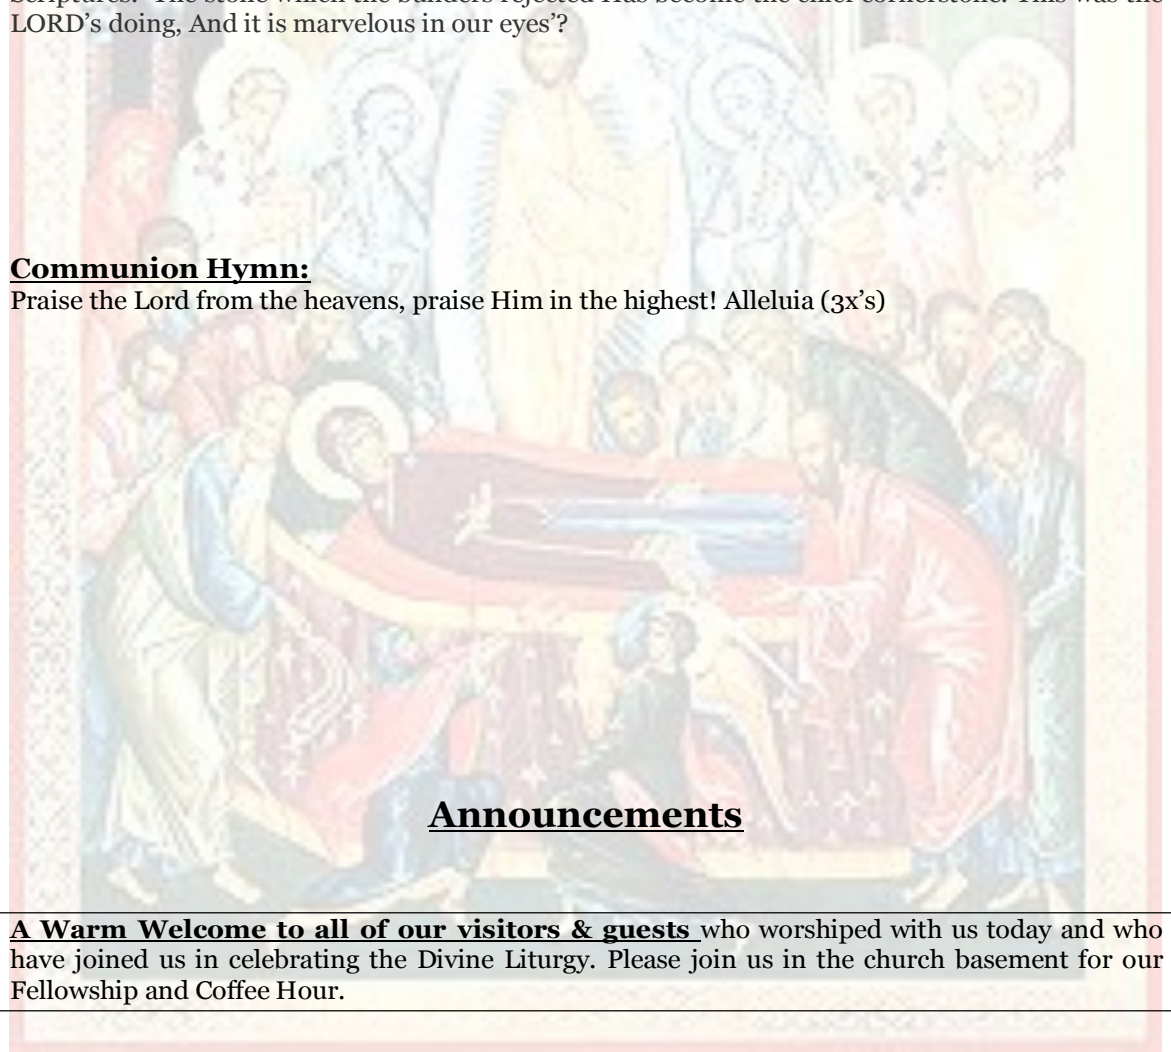 Scriptures: ‘The stone which the builders rejected Has become the chief cornerstone. This was the
LORD’s doing, And it is marvelous in our eyes’?
Communion Hymn:
Praise the Lord from the heavens, praise Him in the highest! Alleluia (3x’s)
Announcements
A Warm Welcome to all of our visitors & guests who worshiped with us today and who
have joined us in celebrating the Divine Liturgy. Please join us in the church basement for our
Fellowship and Coffee Hour.